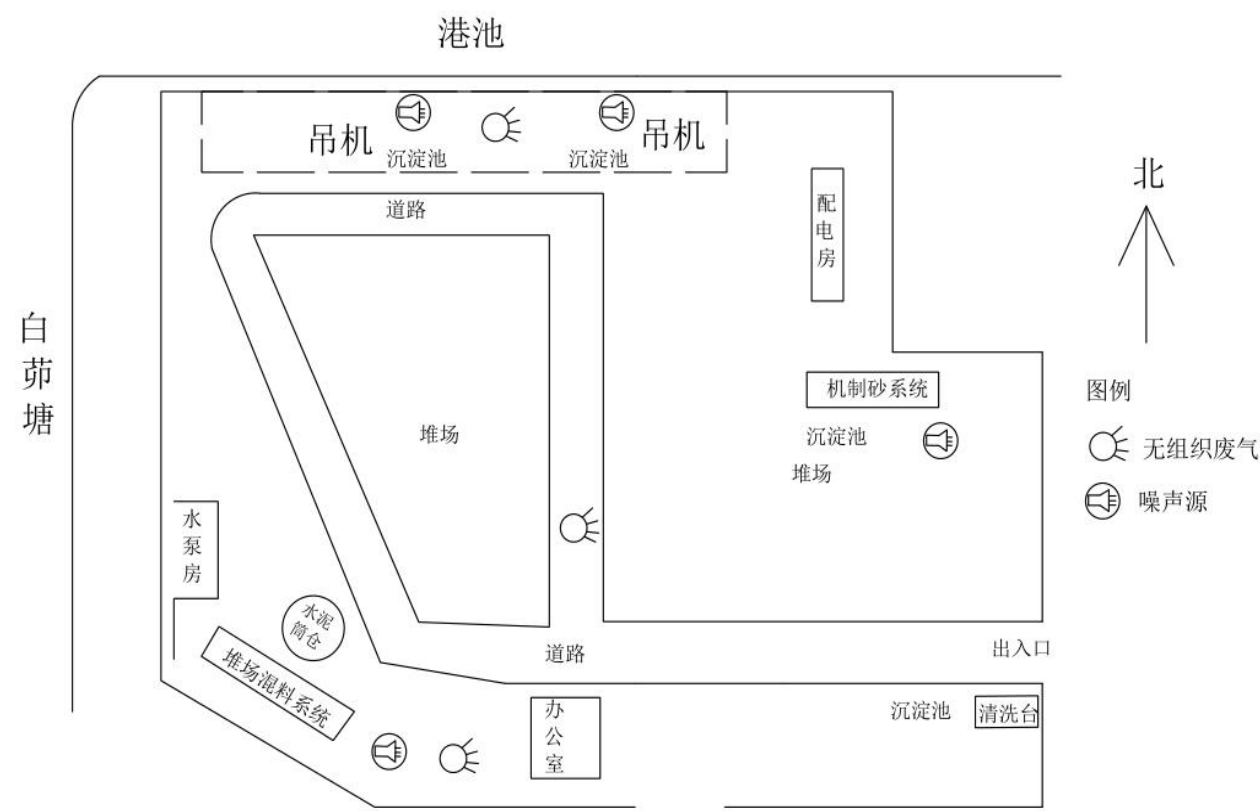 港池
吊机
沉淀池
沉淀池
吊机
道路
配电房
北
白茆塘
堆场
机制砂系统
沉淀池
堆场
图例
无组织废气
噪声源
水泵房
水泥
筒仓
堆场混料系统
道路
出入口
办公室
沉淀池
清洗台